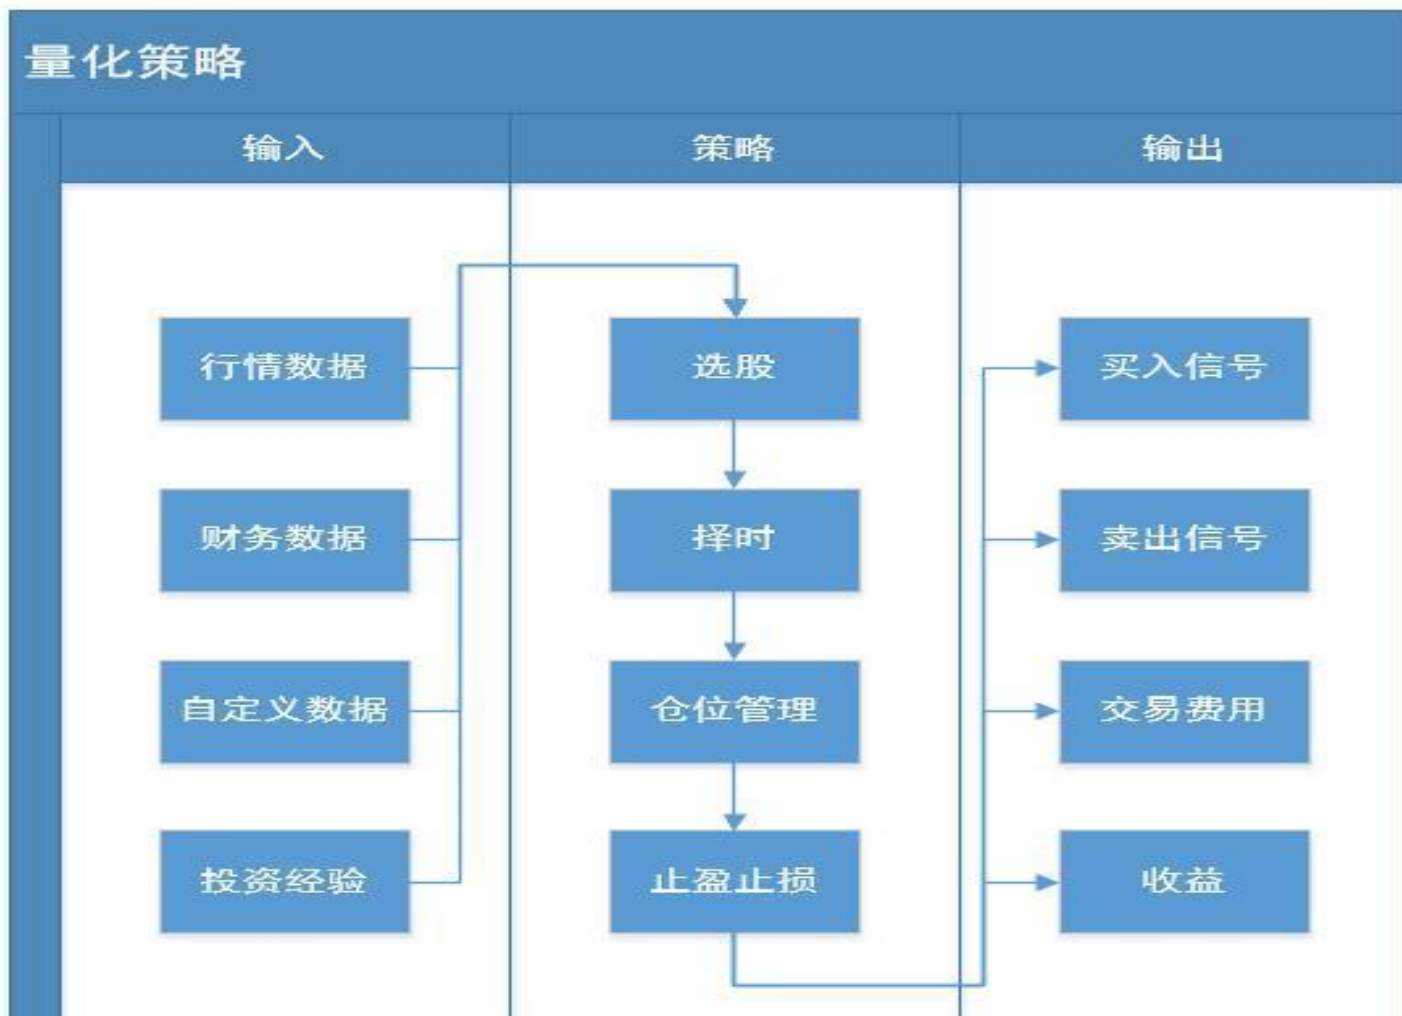 量化策略
输入
策略
输出
行情数据
选股
买入信号
财务数据
择时
卖出信号
自定义数据
仓位管理
交易费用
投资经验
止盈止损
收益